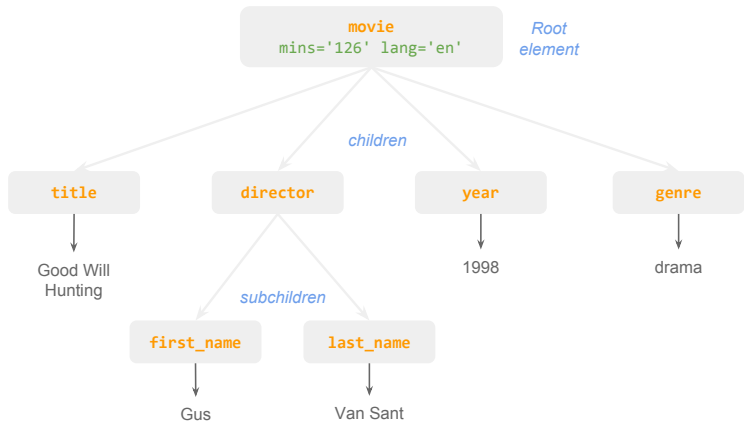 movie
mins='126' lang='en'
Root
element
children
title
director
year
genre
Good Will
Hunting
1998
drama
subchildren
first_name
last_name
Gus
Van Sant